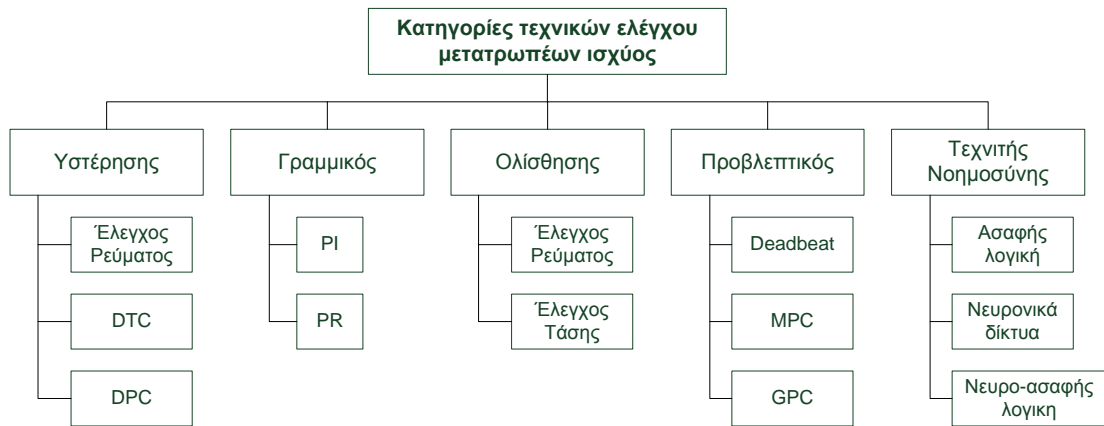 Κατηγορίες τεχνικών ελέγχου
μετατρωπέων ισχύος
Υστέρησης
Γραμμικός
Ολίσθησης
Προβλεπτικός
Τεχνιτής
Νοημοσύνης
Έλεγχος
Ρεύματος
DTC
DPC
PI
PR
Έλεγχος
Ρεύματος
Έλεγχος
Τάσης
Deadbeat
MPC
GPC
Ασαφής
λογική
Νευρονικά
δίκτυα
Νευρο-ασαφής
λογικη